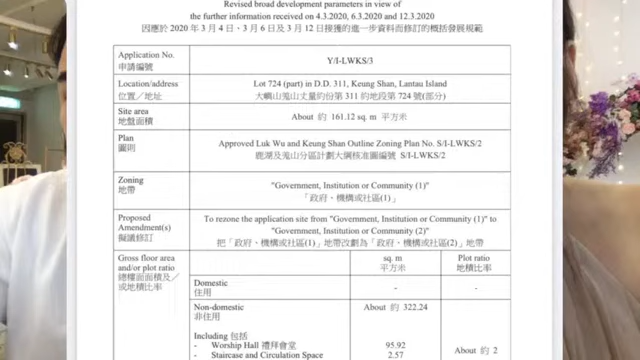 Revised broad development parameters in view of
the further information received on 4.3.2020, 6.3.2020 and 12.3.2020
因應於 2020 年 3 月 4 日、3 月 6 日及 3 月 12 日接獲的進一步資料而修訂的概括發展規範
Application No.
申請編號
Y/I-LWKS/3
Location/address
位置／地址
Lot 724 (part) in D.D. 311, Keung Shan, Lantau Island
大嶼山羗山丈量約份第 311 約地段第 724 號(部分)
Site area
地盤面積
About 約 161.12 sq. m 平方米
Plan
圖則
Approved Luk Wu and Keung Shan Outline Zoning Plan No. S/I-LWKS/2
鹿湖及羗山分區計劃大綱核准圖編號 S/I-LWKS/2
Zoning
地帶
"Government, Institution or Community (1)"
「政府、機構或社區(1)」
Proposed
Amendment(s)
擬議修訂
To rezone the application site from "Government, Institution or Community (1)" to
"Government, Institution or Community (2)"
把「政府、機構或社區(1)」地帶改劃為「政府、機構或社區(2)」地帶
Gross floor area
and/or plot ratio
總樓面面積及／
或地積比率
sq. m
平方米
Plot ratio
地積比率
Domestic
住用
-
-
Non-domestic
非住用
About 約 322.24
Including 包括
- Worship Hall 禮拜會堂
95.92
About 約 2
- Staircase and Circulation Space
2.57